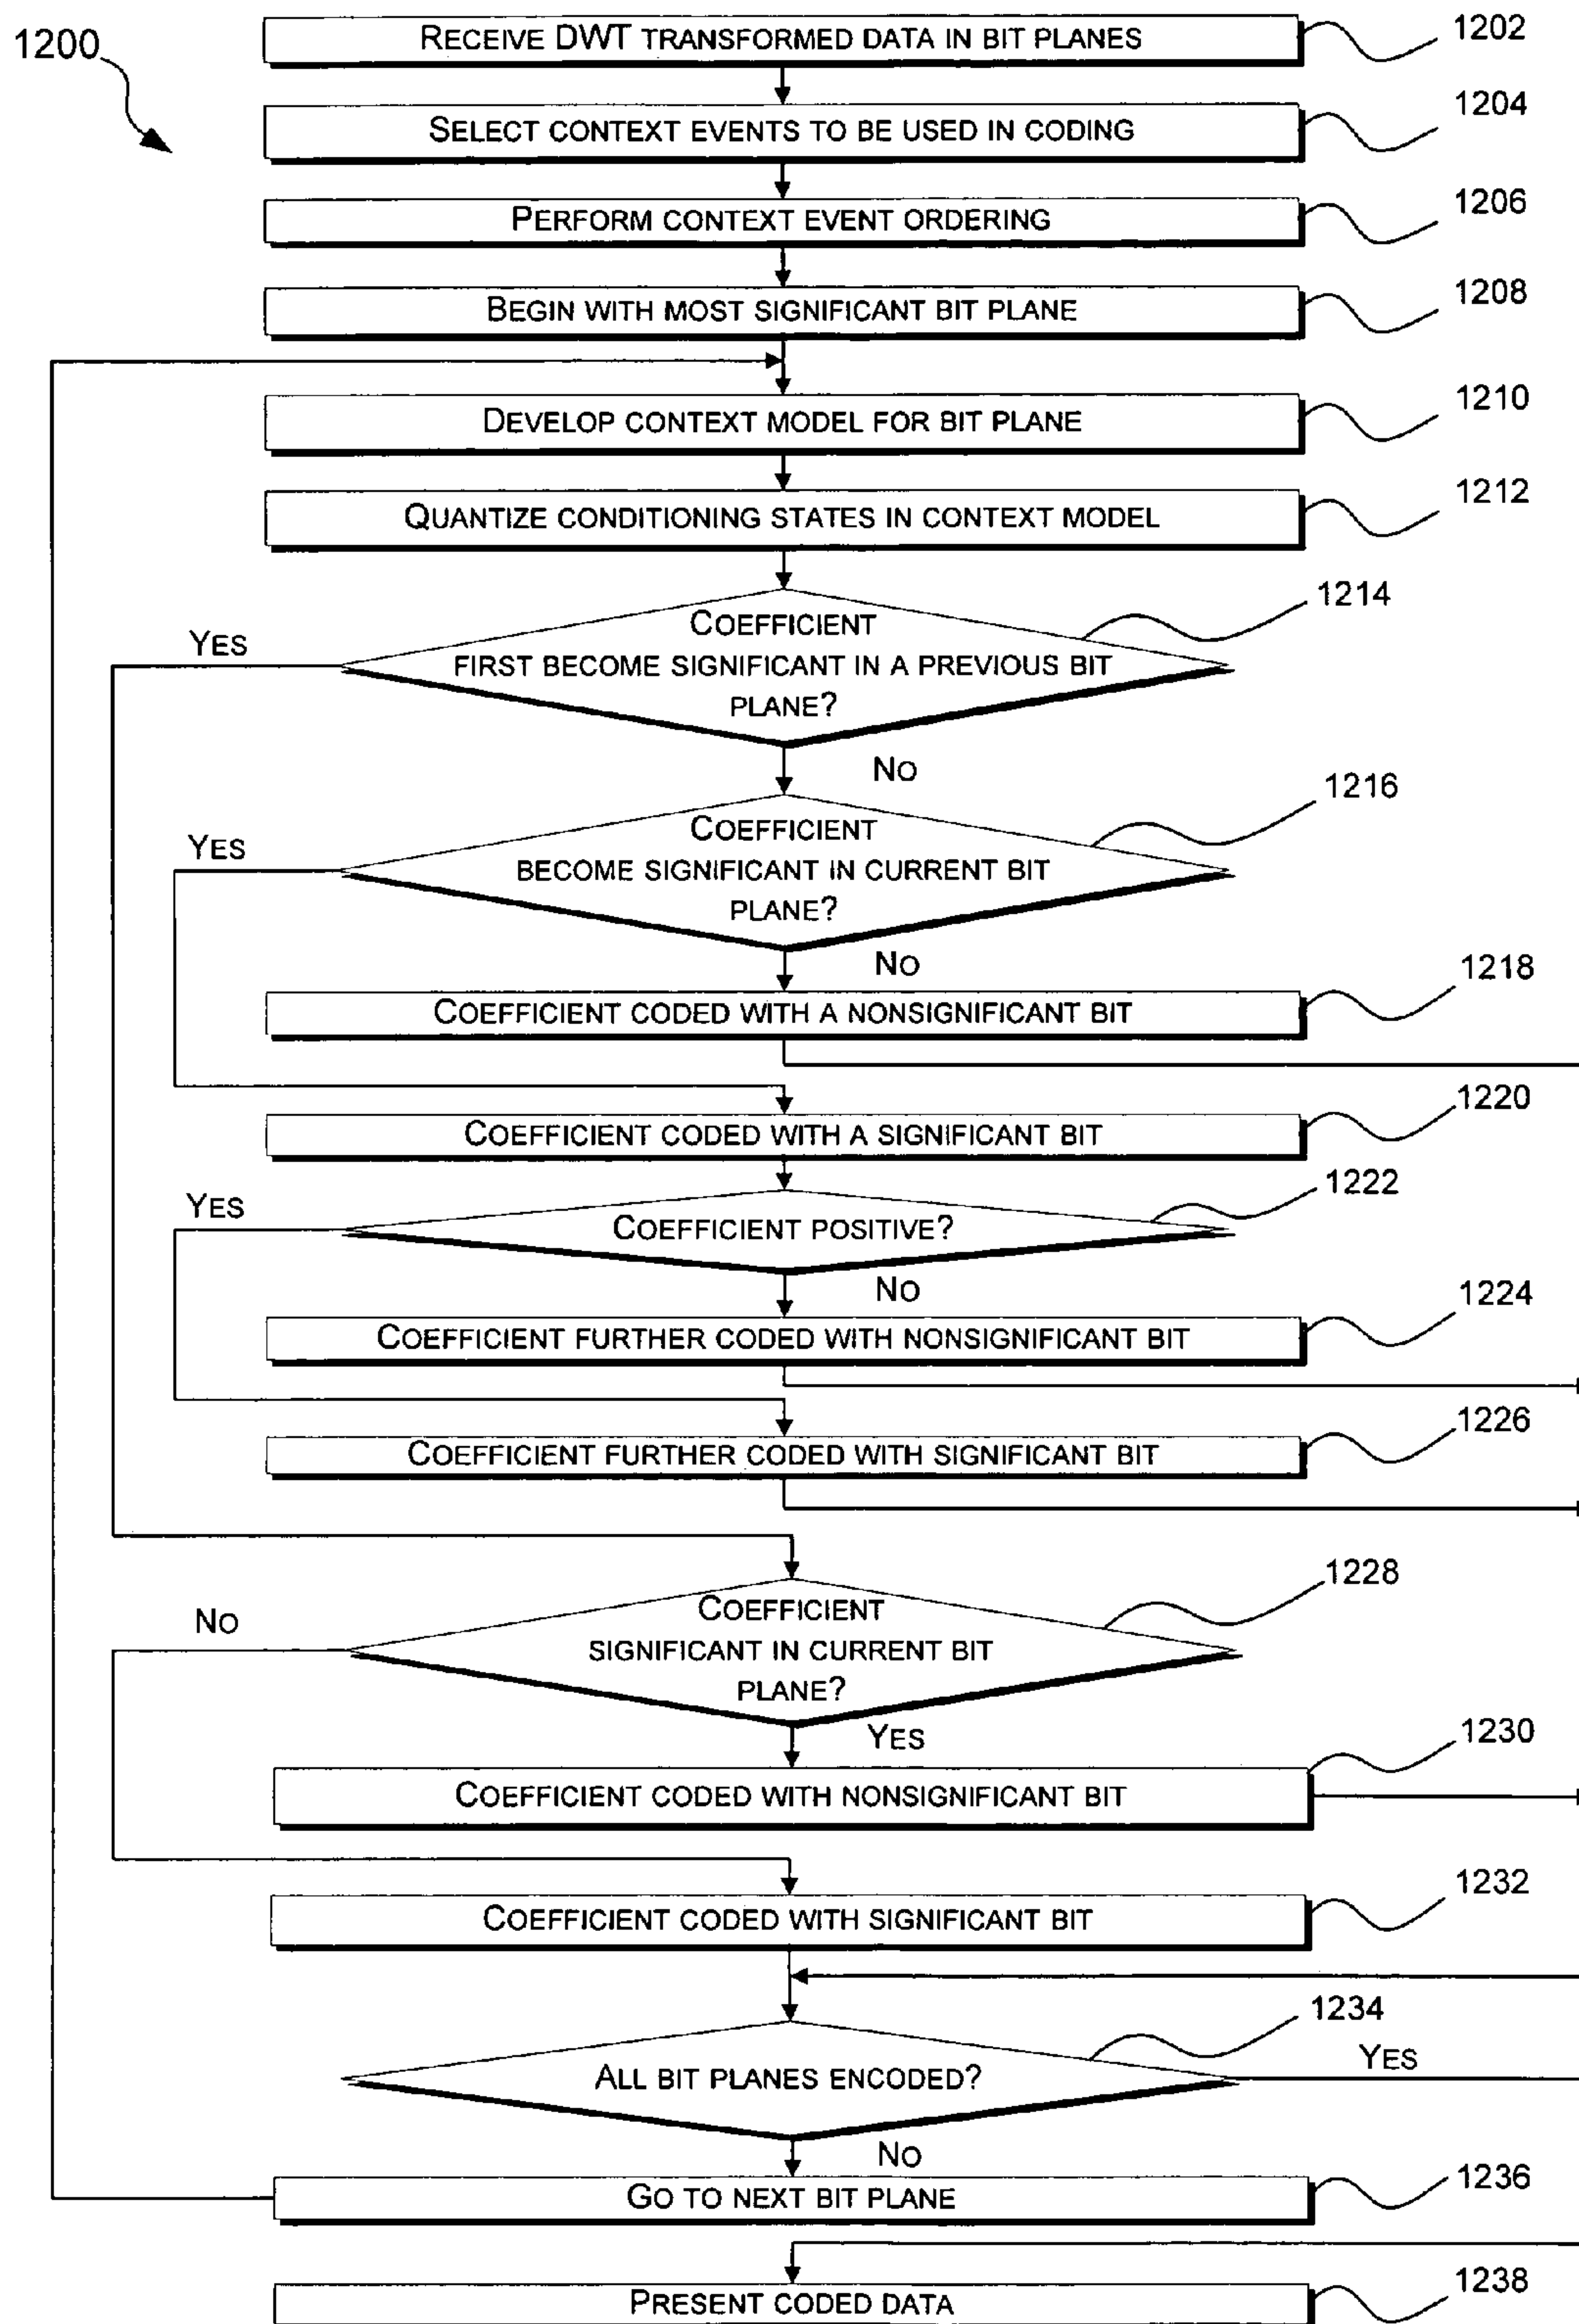 1200
RECEIVE DWT TRANSFORMED DATA IN BIT PLANES
1202
SELECT CONTEXT EVENTS TO BE USED IN CODING
1204
PERFORM CONTEXT EVENT ORDERING
1206
BEGIN WITH MOST SIGNIFICANT BIT PLANE
1208
DEVELOP CONTEXT MODEL FOR BIT PLANE
1210
QUANTIZE CONDITIONING STATES IN CONTEXT MODEL
1212
COEFFICIENT
FIRST BECOME SIGNIFICANT IN A PREVIOUS BIT
PLANE?
1214
YES
NO
COEFFICIENT
BECOME SIGNIFICANT IN CURRENT BIT
PLANE?
1216
YES
NO
COEFFICIENT CODED WITH A NONSIGNIFICANT BIT
1218
COEFFICIENT CODED WITH A SIGNIFICANT BIT
1220
COEFFICIENT POSITIVE?
1222
YES
NO
COEFFICIENT FURTHER CODED WITH NONSIGNIFICANT BIT
1224
COEFFICIENT FURTHER CODED WITH SIGNIFICANT BIT
1226
COEFFICIENT
SIGNIFICANT IN CURRENT BIT
PLANE?
1228
NO
YES
COEFFICIENT CODED WITH NONSIGNIFICANT BIT
1230
COEFFICIENT CODED WITH SIGNIFICANT BIT
1232
ALL BIT PLANES ENCODED?
1234
YES
NO
GO TO NEXT BIT PLANE
1236
PRESENT CODED DATA
1238